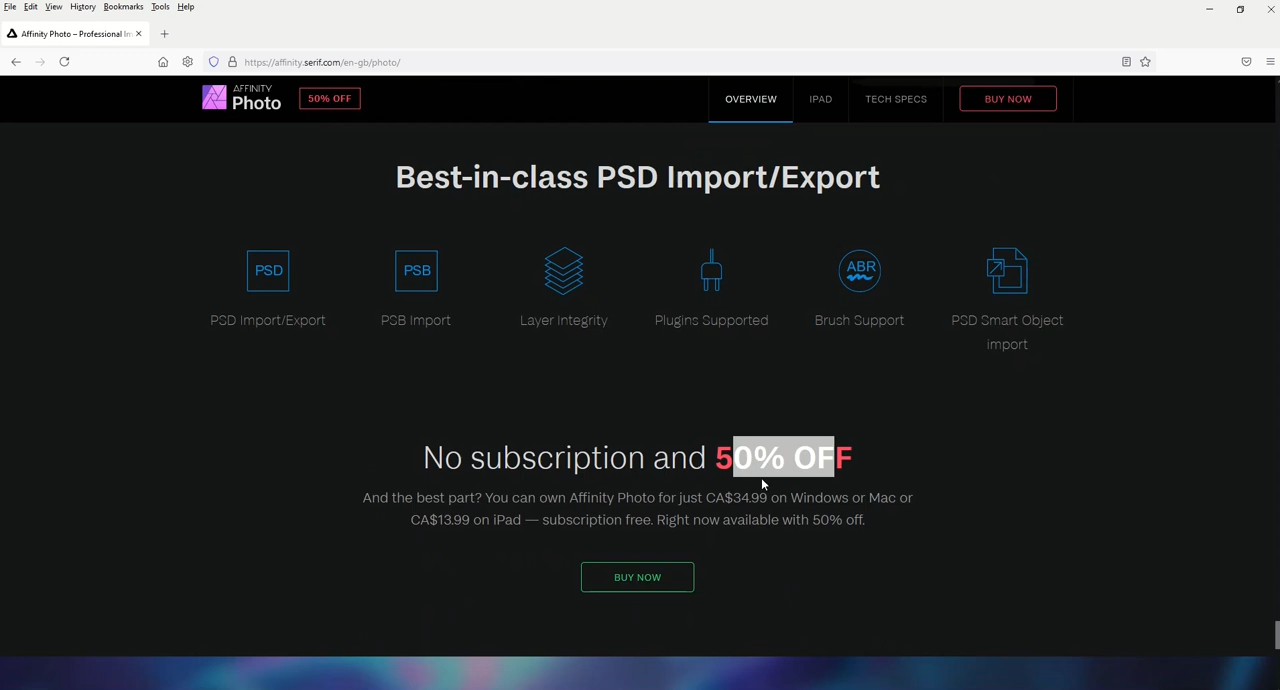 File Edit View History Bookmarks Tools Help
Affinity Photo – Professional Im
https://affinity.serif.com/en-gb/photo/
AFFINITY
Photo
50% OFF
OVERVIEW
IPAD
TECH SPECS
BUY NOW
Best-in-class PSD Import/Export
PSD
PSB
ABR
PSD Import/Export
PSB Import
Layer Integrity
Plugins Supported
Brush Support
PSD Smart Object
import
No subscription and 50% OFF
And the best part? You can own Affinity Photo for just CA$34.99 on Windows or Mac or
CA$13.99 on iPad — subscription free. Right now available with 50% off.
BUY NOW